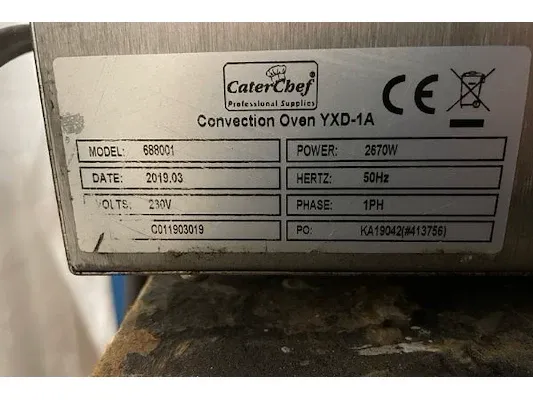 CaterChef®
Professional Supplies
Convection Oven YXD-1A
MODEL: 688001 POWER: 2670W
DATE: 2019.03 HERTZ: 50Hz
VOLTS: 230V PHASE: 1PH
C011903019 PO: KA19042(#413756)
CE